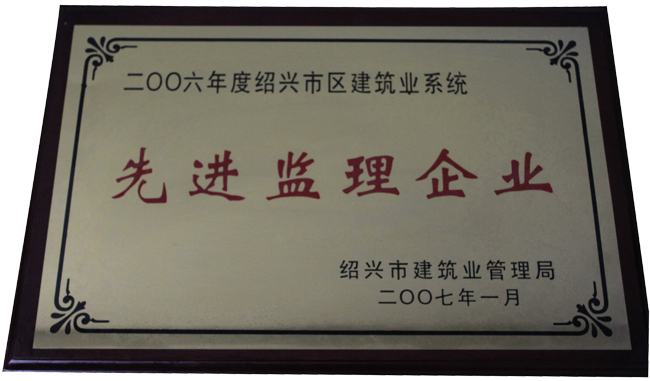 二〇〇六年度绍兴市区建筑业系统
先进监理企业
绍兴市建筑业管理局
二〇〇七年一月